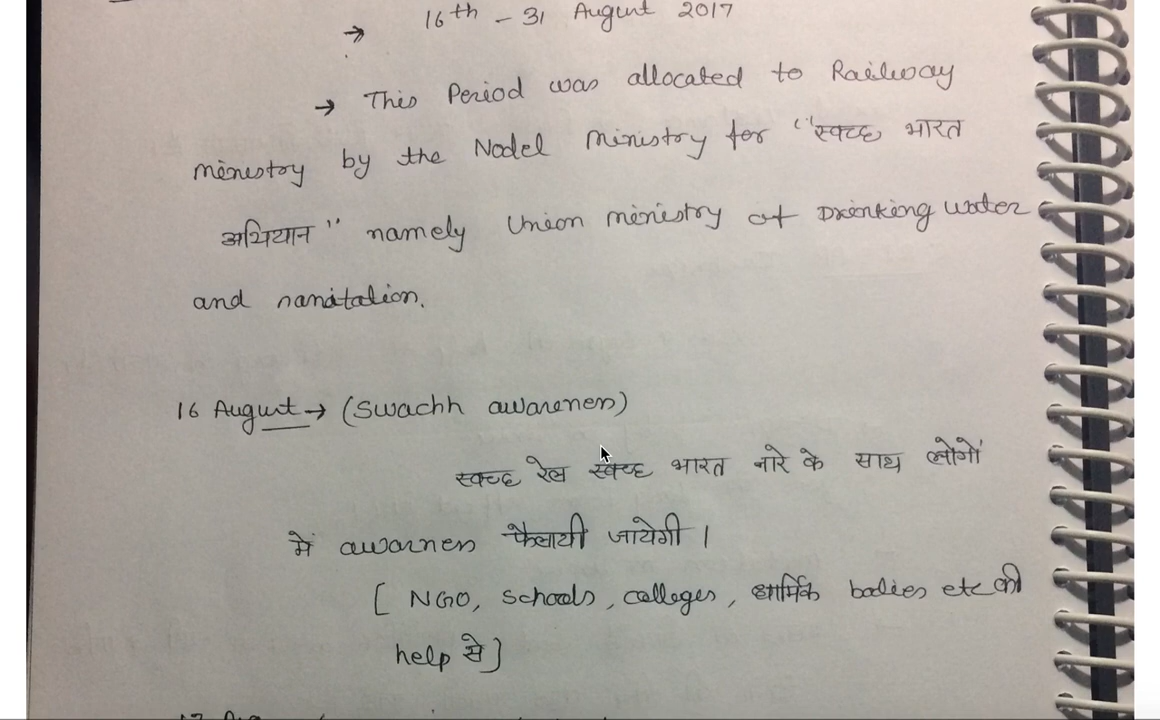 → 16th - 31 August 2017
→ This Period was allocated to Railway
ministry by the Nodel Ministry for "स्वच्छ भारत
अभियान" namely Union ministry of Drinking water
and sanitation.
16 August → (Swachh awareness)
स्वच्छ रेल स्वच्छ भारत नारे के साथ लोगों
में awarness फैलायी जायेगी ।
[ NGO, schools, colleges, धार्मिक bodies etc की
help से ]